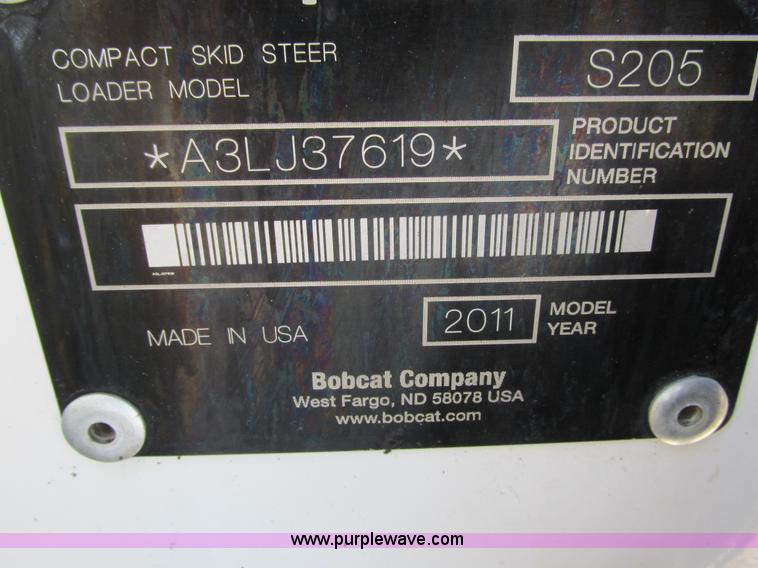 COMPACT SKID STEER
LOADER MODEL
S205
*A3LJ37619*
PRODUCT
IDENTIFICATION
NUMBER
MADE IN USA
2011
MODEL
YEAR
Bobcat Company
West Fargo, ND 58078 USA
www.bobcat.com
www.purplewave.com